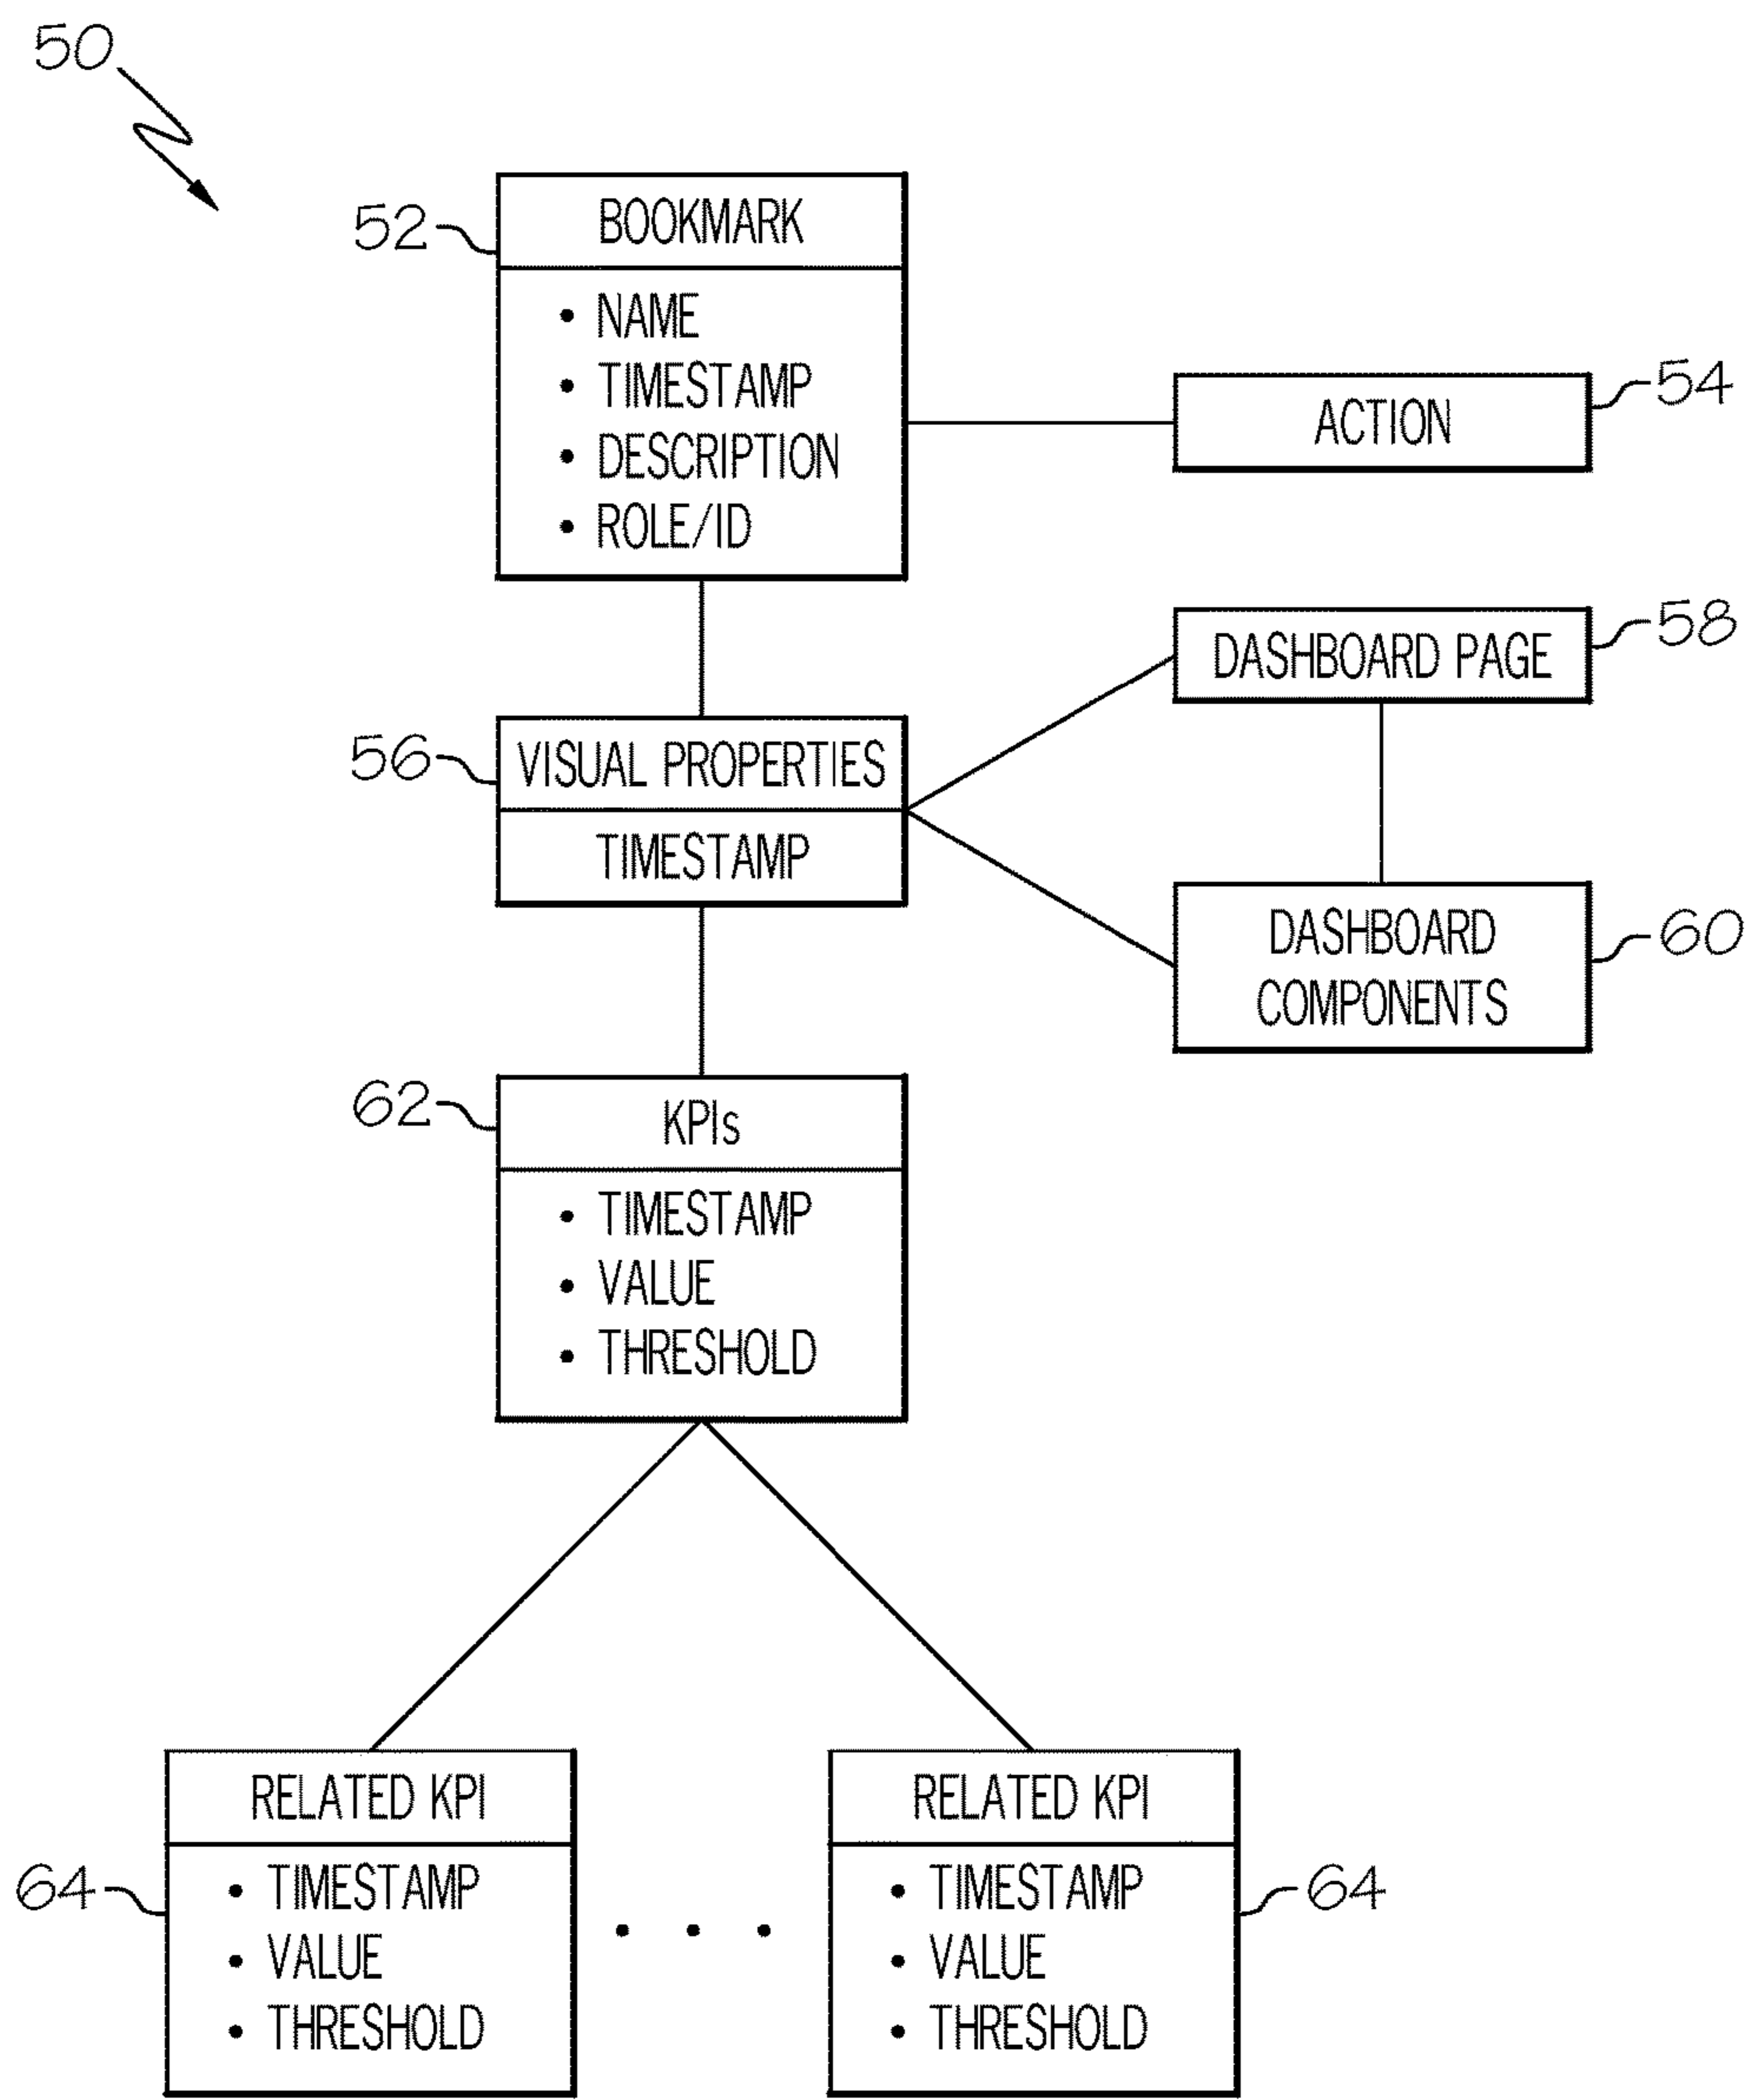 50
52
BOOKMARK
• NAME
• TIMESTAMP
• DESCRIPTION
• ROLE/ID
ACTION
54
DASHBOARD PAGE
58
56
VISUAL PROPERTIES
TIMESTAMP
DASHBOARD
COMPONENTS
60
62
KPIs
• TIMESTAMP
• VALUE
• THRESHOLD
RELATED KPI
64
• TIMESTAMP
• VALUE
• THRESHOLD
• • •
RELATED KPI
• TIMESTAMP
• VALUE
• THRESHOLD
64